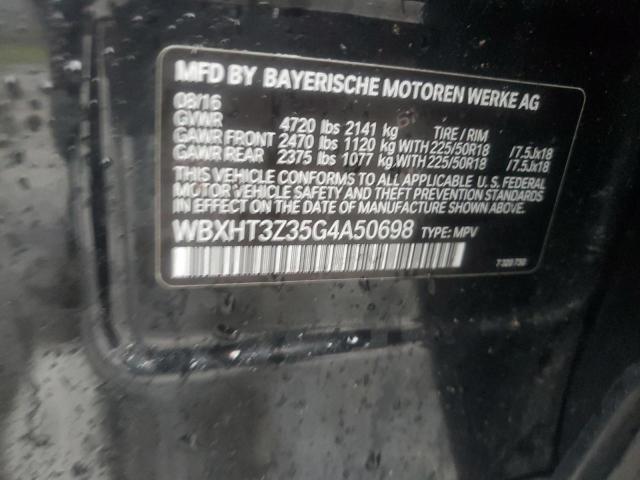 MFD BY BAYERISCHE MOTOREN WERKE AG
08/16
GVWR 4720 lbs 2141 kg TIRE / RIM
GAWR FRONT 2470 lbs 1120 kg WITH 225/50R18 /7.5Jx18
GAWR REAR 2375 lbs 1077 kg WITH 225/50R18 /7.5Jx18
THIS VEHICLE CONFORMS TO ALL APPLICABLE U.S. FEDERAL
MOTOR VEHICLE SAFETY AND THEFT PREVENTION STANDARDS
IN EFFECT ON THE DATE OF MANUFACTURE SHOWN ABOVE.
WBXHT3Z35G4A50698 TYPE: MPV